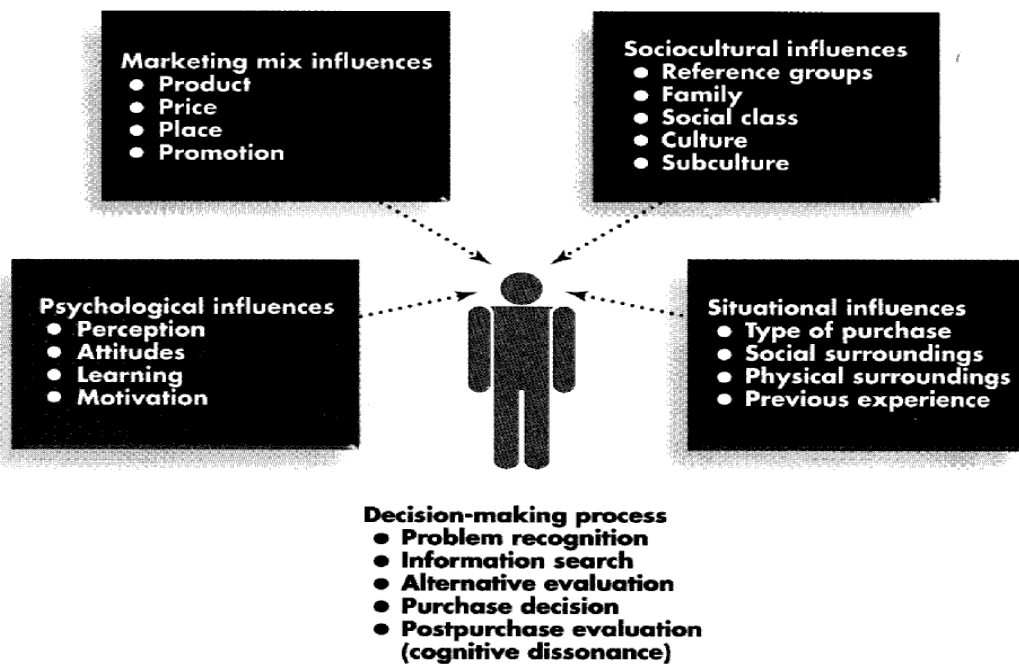 Marketing mix influences
● Product
● Price
● Place
● Promotion
Sociocultural influences
● Reference groups
● Family
● Social class
● Culture
● Subculture
Psychological influences
● Perception
● Attitudes
● Learning
● Motivation
Situational influences
● Type of purchase
● Social surroundings
● Physical surroundings
● Previous experience
Decision-making process
● Problem recognition
● Information search
● Alternative evaluation
● Purchase decision
● Postpurchase evaluation
(cognitive dissonance)